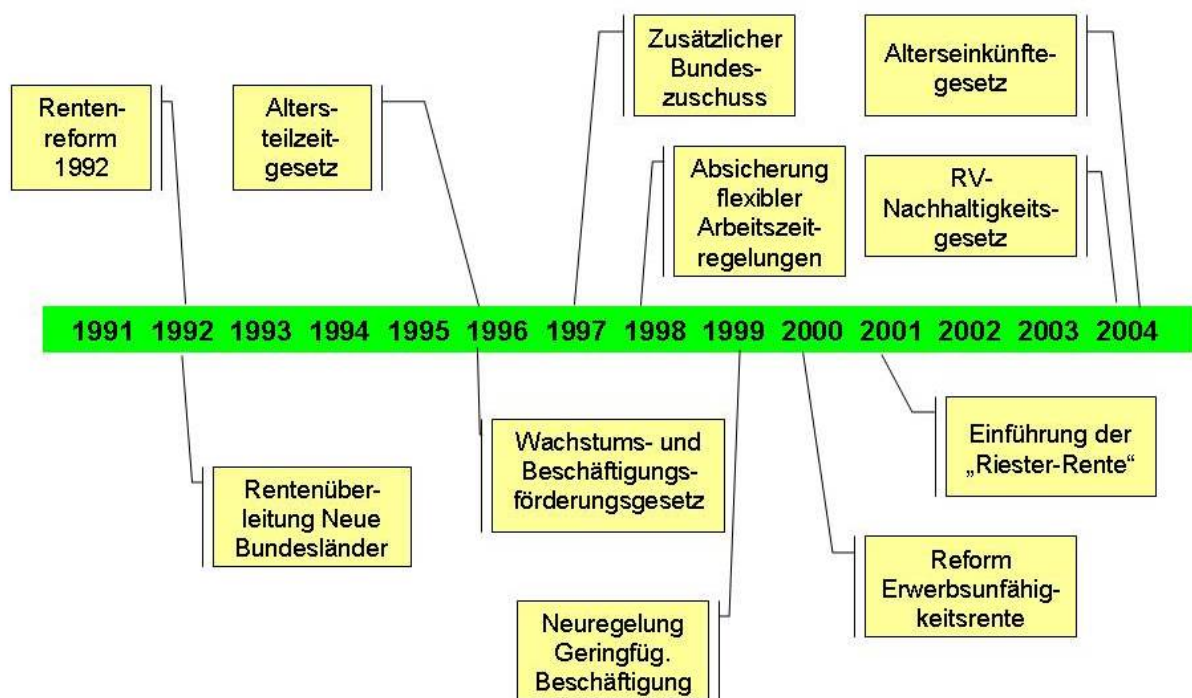 Renten-
reform
1992
Alters-
teilzeit-
gesetz
Zusätzlicher
Bundes-
zuschuss
Alterseinkünfte-
gesetz
Absicherung
flexibler
Arbeitszeit-
regelungen
RV-
Nachhaltigkeits-
gesetz
1991 1992 1993 1994 1995 1996 1997 1998 1999 2000 2001 2002 2003 2004
Rentenüber-
leitung Neue
Bundesländer
Wachstums- und
Beschäftigungs-
förderungsgesetz
Neuregelung
Geringfüg.
Beschäftigung
Reform
Erwerbsunfähig-
keitsrente
Einführung der
„Riester-Rente“